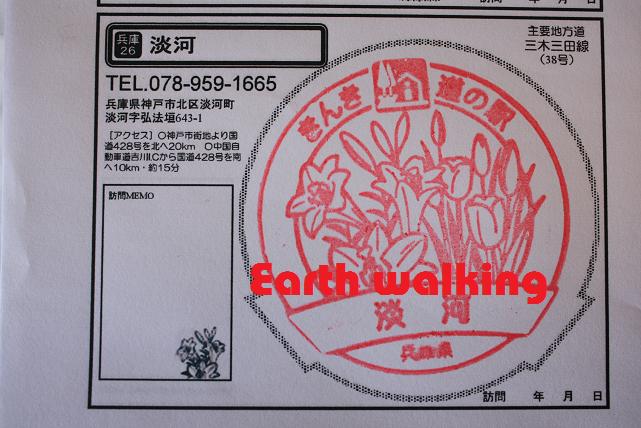 訪問 年 月 日
兵庫
26
淡河
主要地方道
三木三田線
(38号)
TEL.078-959-1665
兵庫県神戸市北区淡河町
淡河字弘法垣643-1
[アクセス] ○神戸市街地より国
道428号を北へ20km ○中国自
動車道吉川I.Cから国道428号を南
へ10km・約15分
訪問MEMO
きんき 道の駅
Earth walking
淡河
兵庫県
訪問 年 月 日